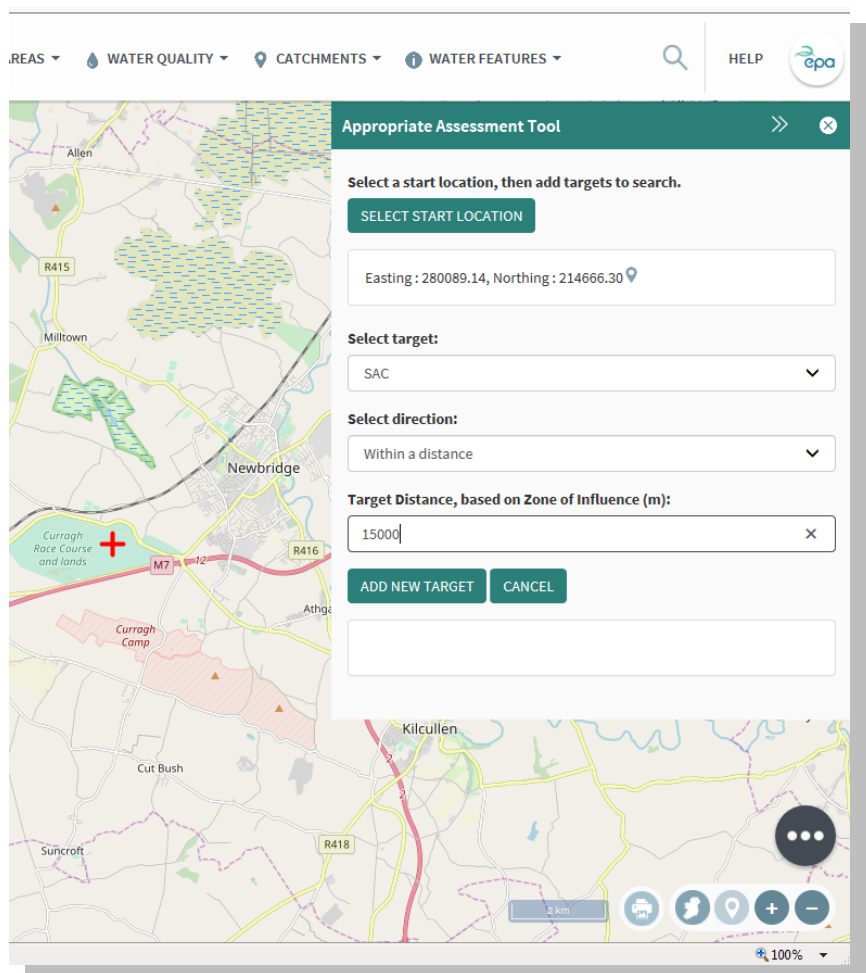 AREAS WATER QUALITY CATCHMENTS WATER FEATURES HELP epa
Appropriate Assessment Tool
Select a start location, then add targets to search.
SELECT START LOCATION
Easting : 280089.14, Northing : 214666.30
Select target:
SAC
Select direction:
Within a distance
Target Distance, based on Zone of Influence (m):
15000
ADD NEW TARGET CANCEL
Allen
R415
Milltown
Newbridge
Curragh
Race Course
and lands
M7 12
R416
Curragh
Camp
Kilcullen
2
Cut Bush
Suncroft
R418
2 km
100%